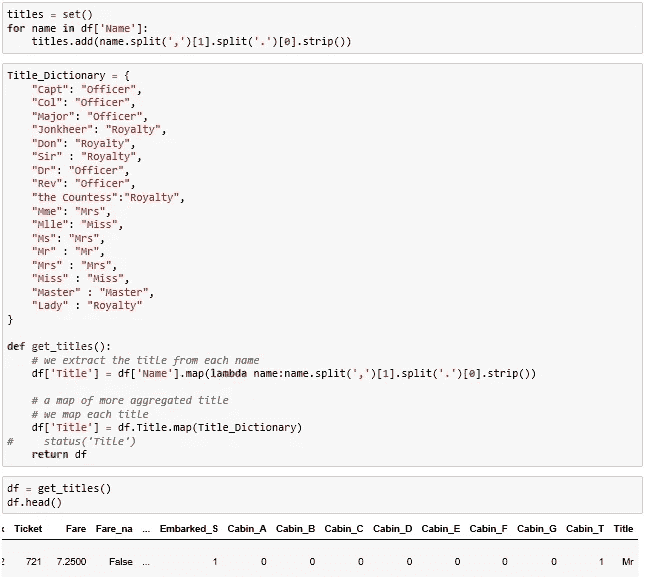 titles = set()
for name in df['Name']:
    titles.add(name.split(',')[1].split('.')[0].strip())
Title_Dictionary = {
    "Capt": "Officer",
    "Col": "Officer",
    "Major": "Officer",
    "Jonkheer": "Royalty",
    "Don": "Royalty",
    "Sir" : "Royalty",
    "Dr": "Officer",
    "Rev": "Officer",
    "the Countess":"Royalty",
    "Mme": "Mrs",
    "Mlle": "Miss",
    "Ms": "Mrs",
    "Mr" : "Mr",
    "Mrs" : "Mrs",
    "Miss" : "Miss",
    "Master" : "Master",
    "Lady" : "Royalty"
}
def get_titles():
    # we extract the title from each name
    df['Title'] = df['Name'].map(lambda name:name.split(',')[1].split('.')[0].strip())
    # a map of more aggregated title
    # we map each title
    df['Title'] = df.Title.map(Title_Dictionary)
#     status('Title')
    return df
df = get_titles()
df.head()
Ticket Fare Fare_na ... Embarked_S Cabin_A Cabin_B Cabin_C Cabin_D Cabin_E Cabin_F Cabin_G Cabin_T Title
721 7.2500 False ... 1 0 0 0 0 0 0 0 1 Mr